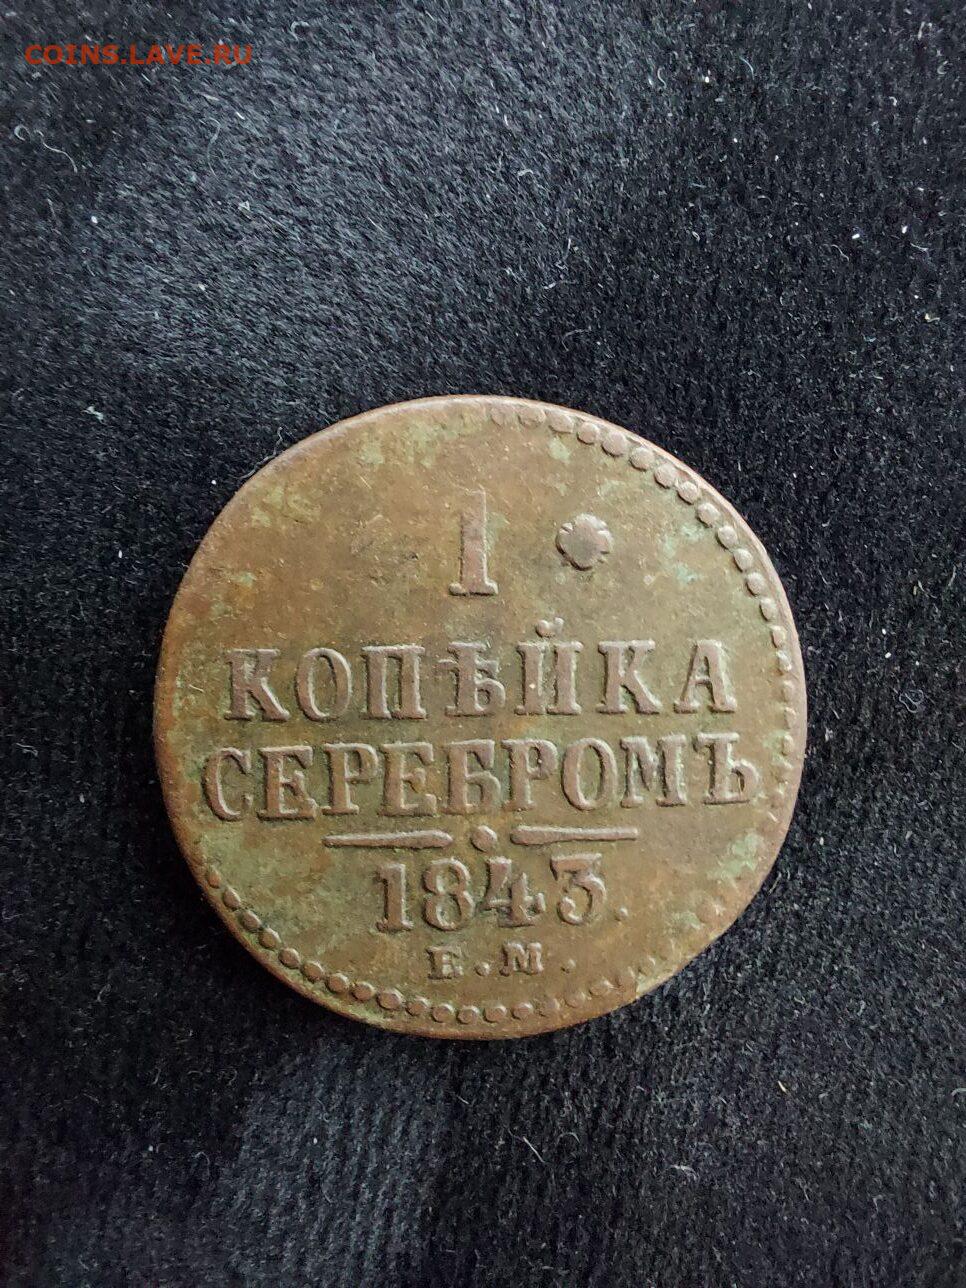 COINS.LAVE.RU
1
КОПѢЙКА
СЕРЕБРОМЪ
1843.
Е.М.